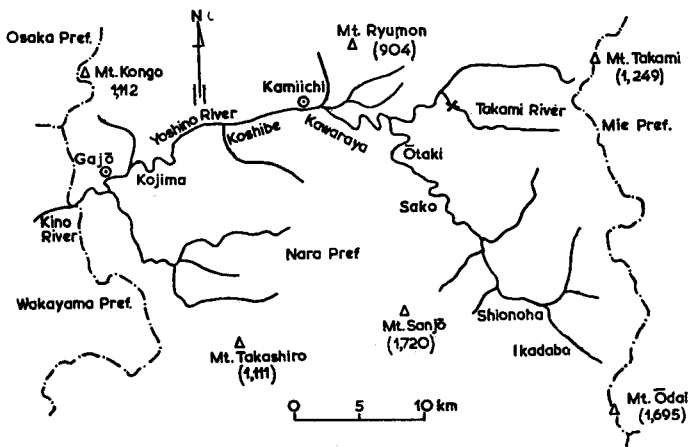 N
Osaka Pref.
Mt. Kongo
1,112
Mt. Ryumon
(904)
Mt. Takami
(1,249)
Kamiichi
Yoshino River
Koshibe
Kawaraya
Takami River
Mie Pref.
Ōtaki
Gajō
Kojima
Sako
Kino
River
Nara Pref
Wakayama Pref.
Mt. Sanjō
(1,720)
Shionoha
Ikadaba
Mt. Takashiro
(1,111)
Mt. Ōdai
(1,695)
0 5 10 km